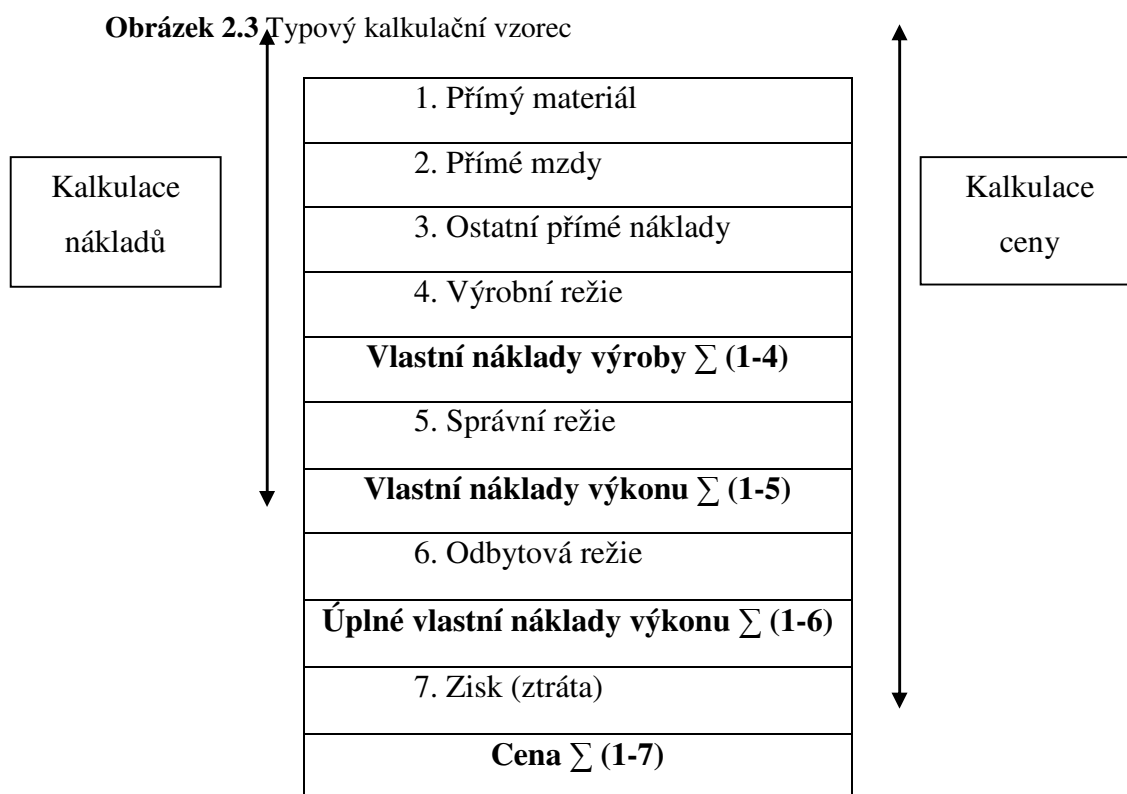 Obrázek 2.3 Typový kalkulační vzorec
1. Přímý materiál
2. Přímé mzdy
Kalkulace
nákladů
Kalkulace
ceny
3. Ostatní přímé náklady
4. Výrobní režie
Vlastní náklady výroby ∑ (1-4)
5. Správní režie
Vlastní náklady výkonu ∑ (1-5)
6. Odbytová režie
Úplné vlastní náklady výkonu ∑ (1-6)
7. Zisk (ztráta)
Cena ∑ (1-7)